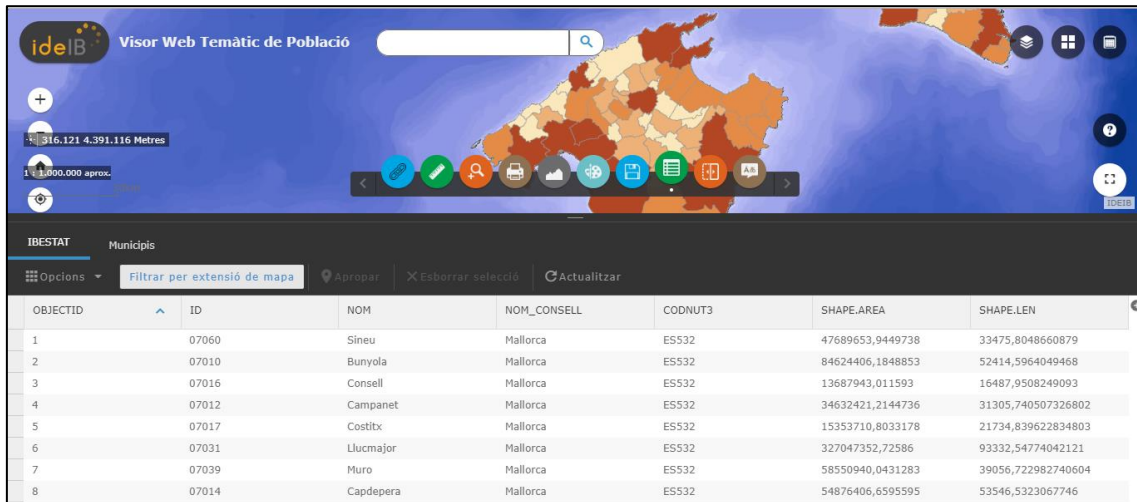 ideIB
Visor Web Temàtic de Població
316.121 4.391.116 Metres
1 : 1.000.000 aprox.
IDEIB
IBESTAT Municipis
Opcions Filtrar per extensió de mapa Apropar Esborrar selecció Actualitzar
OBJECTID ID NOM NOM_CONSELL CODNUT3 SHAPE.AREA SHAPE.LEN
1 07060 Sineu Mallorca ES532 47689653,9449738 33475,8048660879
2 07010 Bunyola Mallorca ES532 84624406,1848853 52414,5964049468
3 07016 Consell Mallorca ES532 13687943,011593 16487,9508249093
4 07012 Campanet Mallorca ES532 34632421,2144736 31305,740507326802
5 07017 Costitx Mallorca ES532 15353710,8033178 21734,839622834803
6 07031 Llucmajor Mallorca ES532 327047352,72586 93332,54774042121
7 07039 Muro Mallorca ES532 58550940,0431283 39056,722982740604
8 07014 Capdepera Mallorca ES532 54876406,6595595 53546,5323067746